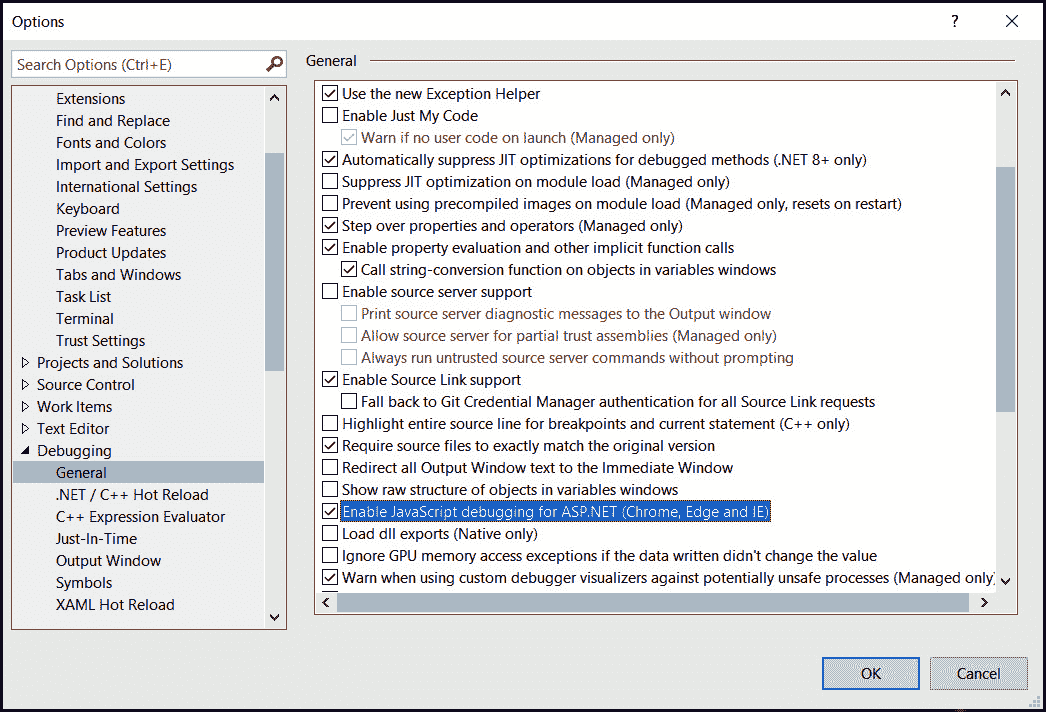 Options
?
Search Options (Ctrl+E)
Extensions
Find and Replace
Fonts and Colors
Import and Export Settings
International Settings
Keyboard
Preview Features
Product Updates
Tabs and Windows
Task List
Terminal
Trust Settings
Projects and Solutions
Source Control
Work Items
Text Editor
Debugging
General
.NET / C++ Hot Reload
C++ Expression Evaluator
Just-In-Time
Output Window
Symbols
XAML Hot Reload
General
Use the new Exception Helper
Enable Just My Code
Warn if no user code on launch (Managed only)
Automatically suppress JIT optimizations for debugged methods (.NET 8+ only)
Suppress JIT optimization on module load (Managed only)
Prevent using precompiled images on module load (Managed only, resets on restart)
Step over properties and operators (Managed only)
Enable property evaluation and other implicit function calls
Call string-conversion function on objects in variables windows
Enable source server support
Print source server diagnostic messages to the Output window
Allow source server for partial trust assemblies (Managed only)
Always run untrusted source server commands without prompting
Enable Source Link support
Fall back to Git Credential Manager authentication for all Source Link requests
Highlight entire source line for breakpoints and current statement (C++ only)
Require source files to exactly match the original version
Redirect all Output Window text to the Immediate Window
Show raw structure of objects in variables windows
Enable JavaScript debugging for ASP.NET (Chrome, Edge and IE)
Load dll exports (Native only)
Ignore GPU memory access exceptions if the data written didn't change the value
Warn when using custom debugger visualizers against potentially unsafe processes (Managed only)
OK
Cancel